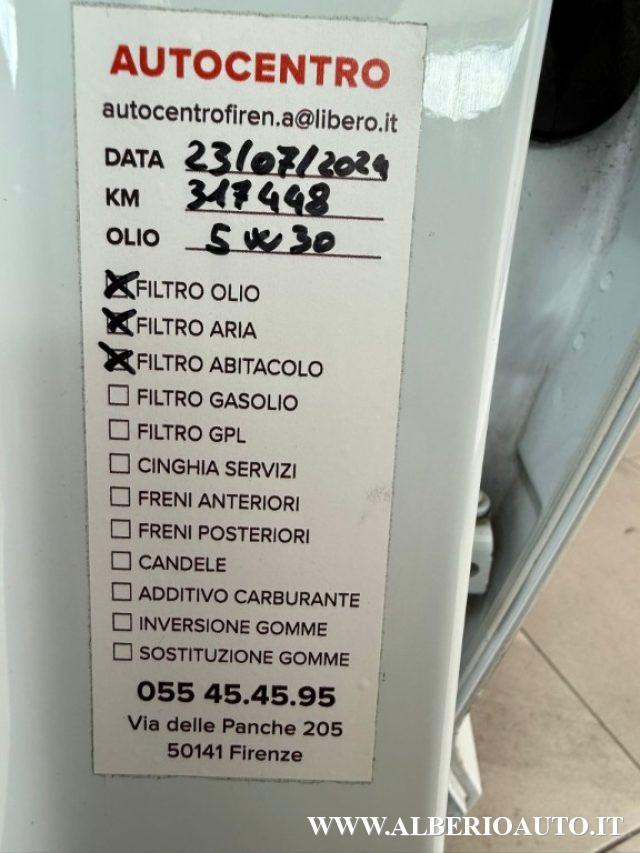 AUTOCENTRO
autocentrofiren.a@libero.it
DATA 23/07/2024
KM 317448
OLIO 5W30
FILTRO OLIO
FILTRO ARIA
FILTRO ABITACOLO
FILTRO GASOLIO
FILTRO GPL
CINGHIA SERVIZI
FRENI ANTERIORI
FRENI POSTERIORI
CANDELE
ADDITIVO CARBURANTE
INVERSIONE GOMME
SOSTITUZIONE GOMME
055 45.45.95
Via delle Panche 205
50141 Firenze
WWW.ALBERIOAUTO.IT